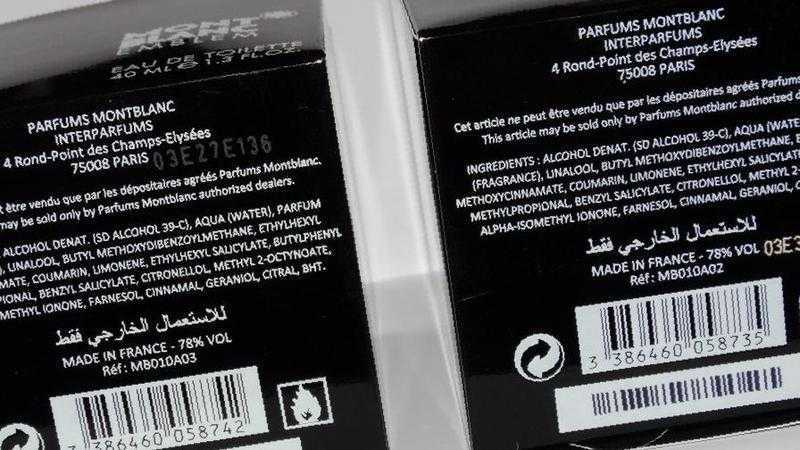 MONT
BLANC
EMBLEM
EAU DE TOILETTE
PARFUMS MONTBLANC
INTERPARFUMS
4 Rond-Point des Champs-Elysées
75008 PARIS 03E27E136
être vendu que par les dépositaires agréés Parfums Montblanc.
may be sold only by Parfums Montblanc authorized dealers.
ALCOHOL DENAT. (SD ALCOHOL 39-C), AQUA (WATER), PARFUM
LINALOOL, BUTYL METHOXYDIBENZOYLMETHANE, ETHYLHEXYL
COUMARIN, LIMONENE, ETHYLHEXYL SALICYLATE, BUTYLPHENYL
BENZYL SALICYLATE, CITRONELLOL, METHYL 2-OCTYNOATE,
METHYL IONONE, FARNESOL, CINNAMAL, GERANIOL, CITRAL, BHT.
للاستعمال الخارجي فقط
MADE IN FRANCE - 78% VOL
Réf: MB010A03
3 386460 058742
PARFUMS MONTBLANC
INTERPARFUMS
4 Rond-Point des Champs-Elysées
75008 PARIS
Cet article ne peut être vendu que par les dépositaires agréés Parfums
This article may be sold only by Parfums Montblanc authorized
INGREDIENTS : ALCOHOL DENAT. (SD ALCOHOL 39-C), AQUA
(FRAGRANCE), LINALOOL, BUTYL METHOXYDIBENZOYLMETHANE,
METHOXYCINNAMATE, COUMARIN, LIMONENE, ETHYLHEXYL SALICYLATE
METHYLPROPIONAL, BENZYL SALICYLATE, CITRONELLOL, METHYL
ALPHA-ISOMETHYL IONONE, FARNESOL, CINNAMAL, GERANIOL,
للاستعمال الخارجي فقط
MADE IN FRANCE - 78% VOL
Réf: MB010A02
3 386460 058735